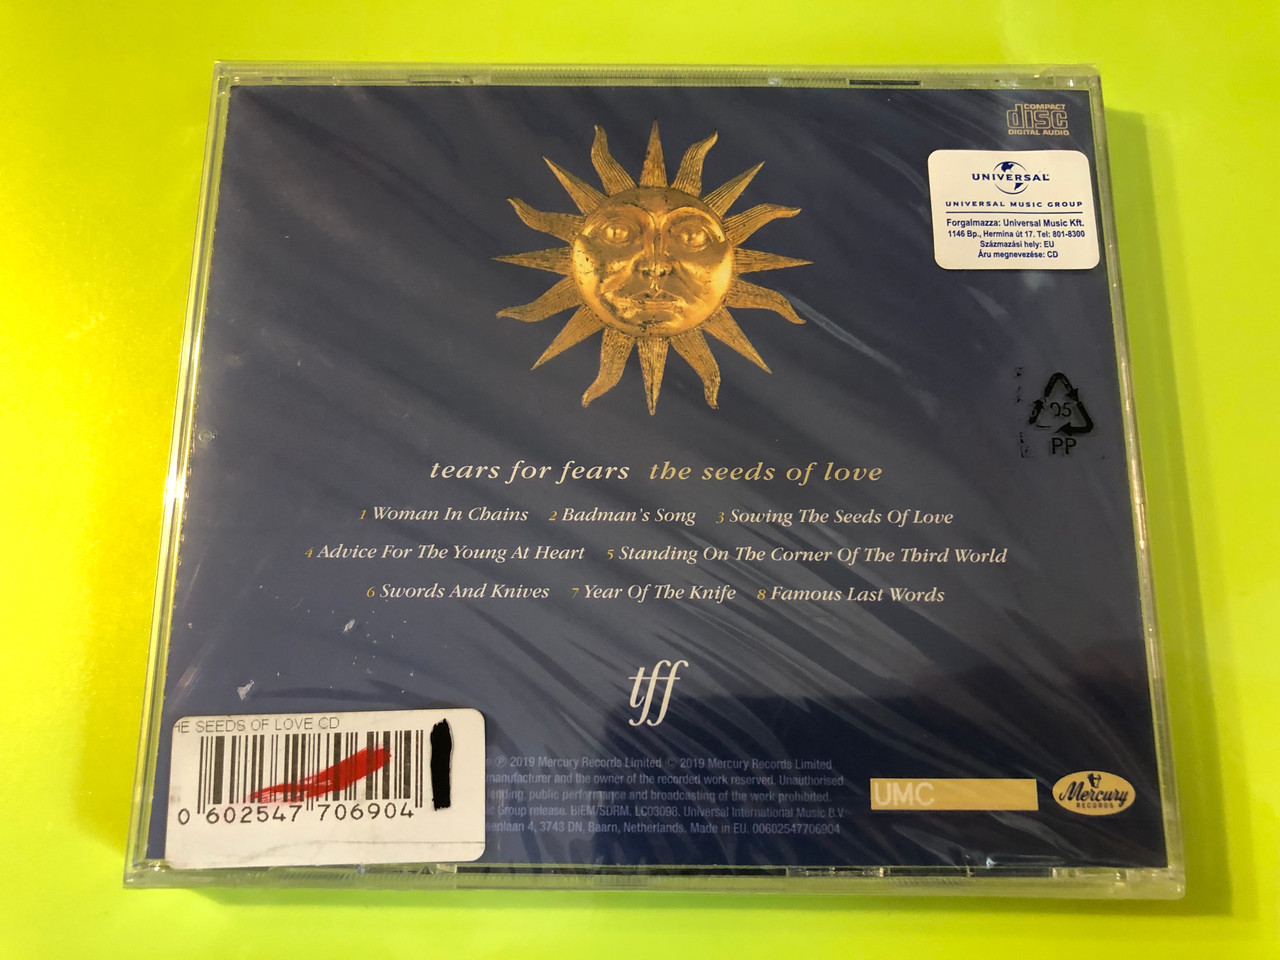 COMPACT
disc
DIGITAL AUDIO
UNIVERSAL
UNIVERSAL MUSIC GROUP
Forgalmazza: Universal Music Kft.
1146 Bp., Hermina út 17. Tel: 801-8300
Származási hely: EU
Áru megnevezése: CD
05
PP
tears for fears the seeds of love
1 Woman In Chains 2 Badman's Song 3 Sowing The Seeds Of Love
4 Advice For The Young At Heart 5 Standing On The Corner Of The Third World
6 Swords And Knives 7 Year Of The Knife 8 Famous Last Words
tff
HE SEEDS OF LOVE CD
0 602547 706904
℗ 2019 Mercury Records Limited © 2019 Mercury Records Limited
manufacturer and the owner of the recorded work reserved. Unauthorised
ending, public performance and broadcasting of the work prohibited.
Group release. BIEM/SDRM. LC03098. Universal International Music B.V.
enlaan 4, 3743 DN, Baarn, Netherlands. Made in EU. 00602547706904
UMC
Mercury
RECORDS